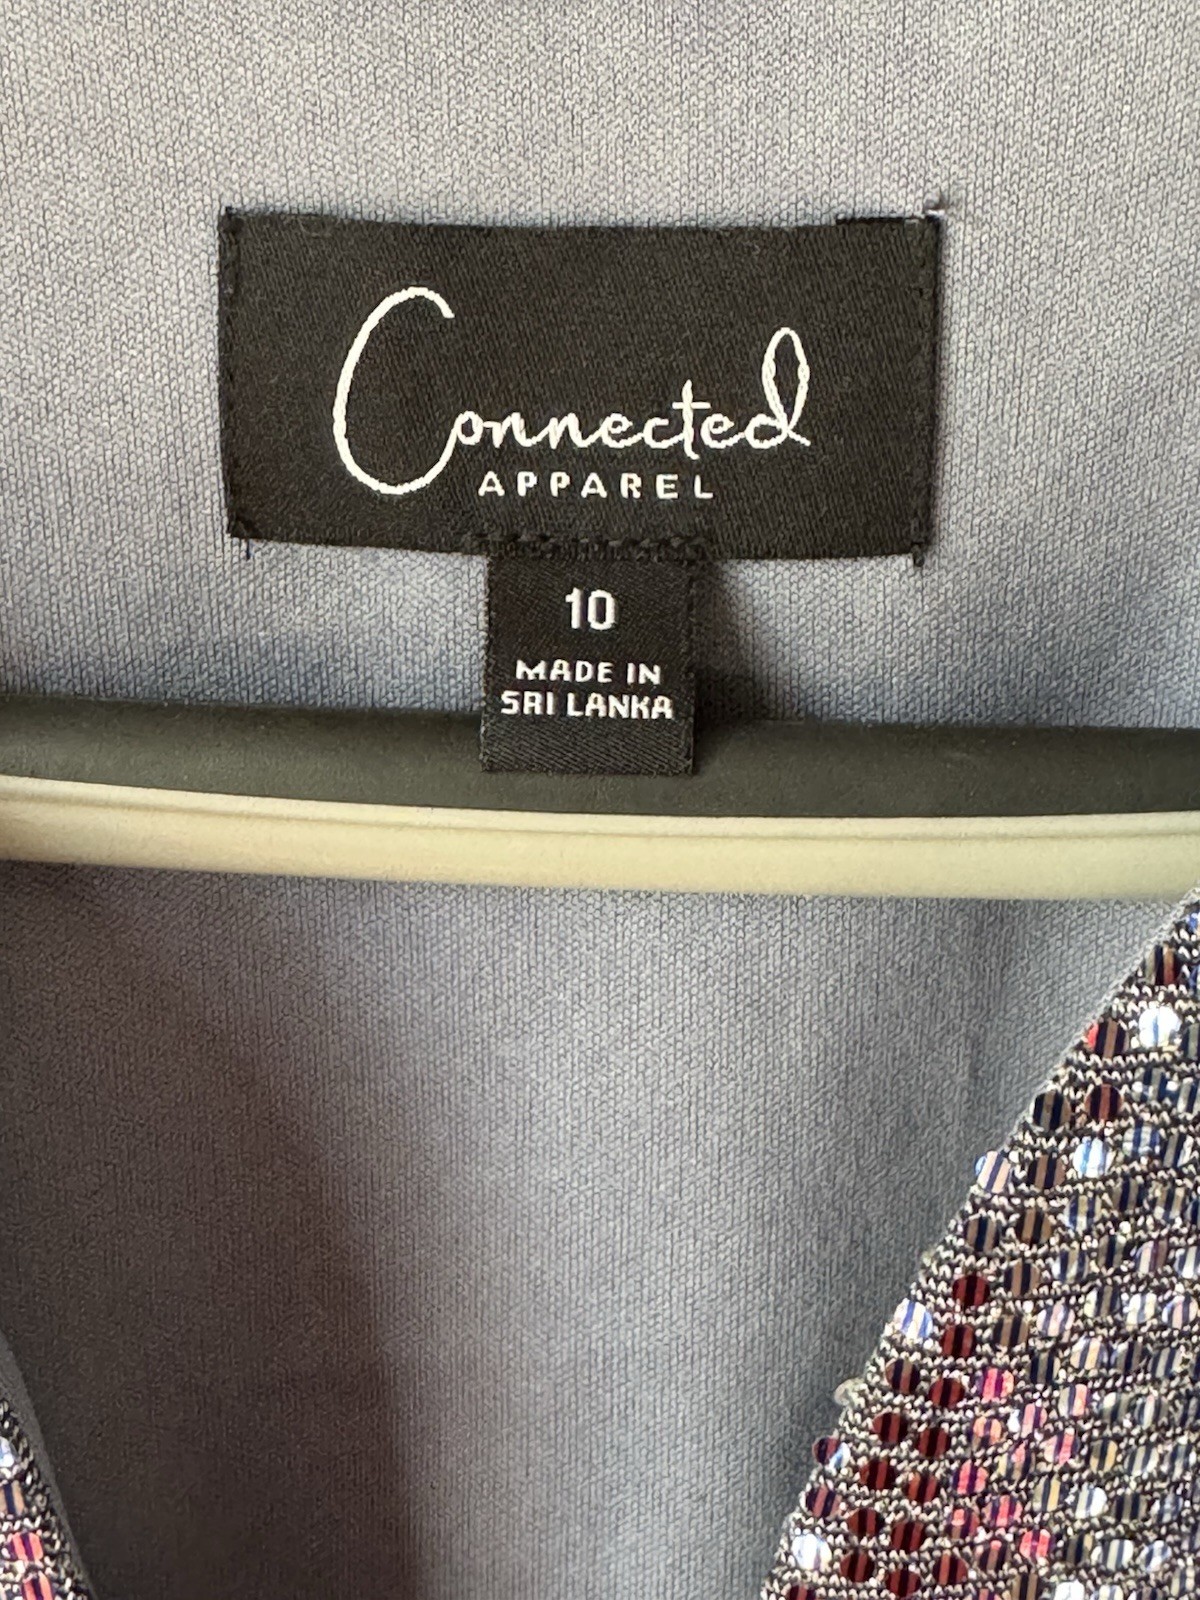 Connected
APPAREL
10
MADE IN
SRI LANKA